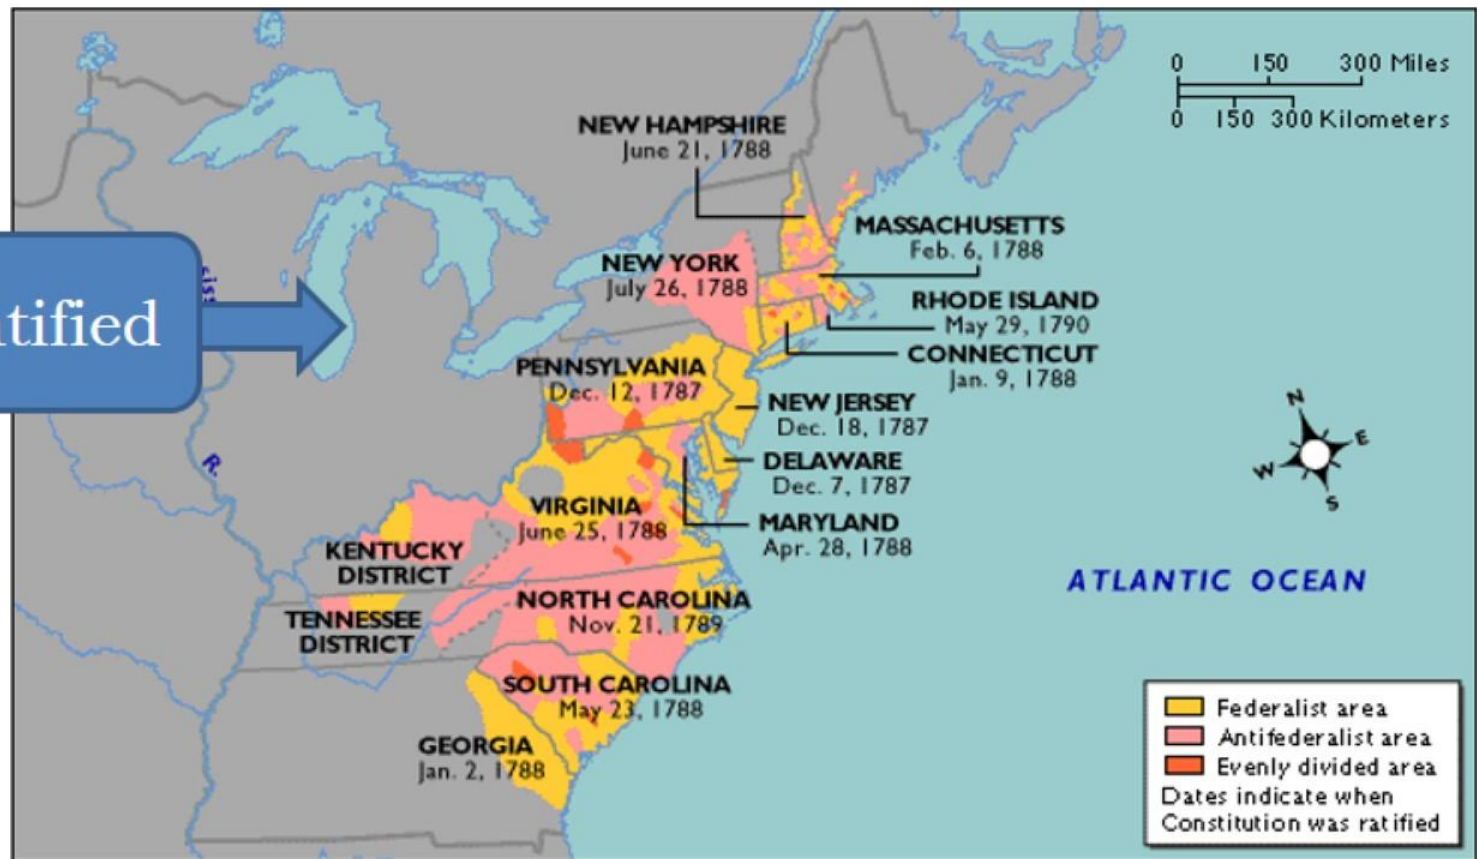 0 150 300 Miles
0 150 300 Kilometers
NEW HAMPSHIRE
June 21, 1788
MASSACHUSETTS
Feb. 6, 1788
NEW YORK
July 26, 1788
RHODE ISLAND
May 29, 1790
CONNECTICUT
Jan. 9, 1788
PENNSYLVANIA
Dec. 12, 1787
NEW JERSEY
Dec. 18, 1787
DELAWARE
Dec. 7, 1787
MARYLAND
Apr. 28, 1788
VIRGINIA
June 25, 1788
KENTUCKY
DISTRICT
TENNESSEE
DISTRICT
NORTH CAROLINA
Nov. 21, 1789
SOUTH CAROLINA
May 23, 1788
GEORGIA
Jan. 2, 1788
R.
N
E
W
S
ATLANTIC OCEAN
Federalist area
Antifederalist area
Evenly divided area
Dates indicate when
Constitution was ratified